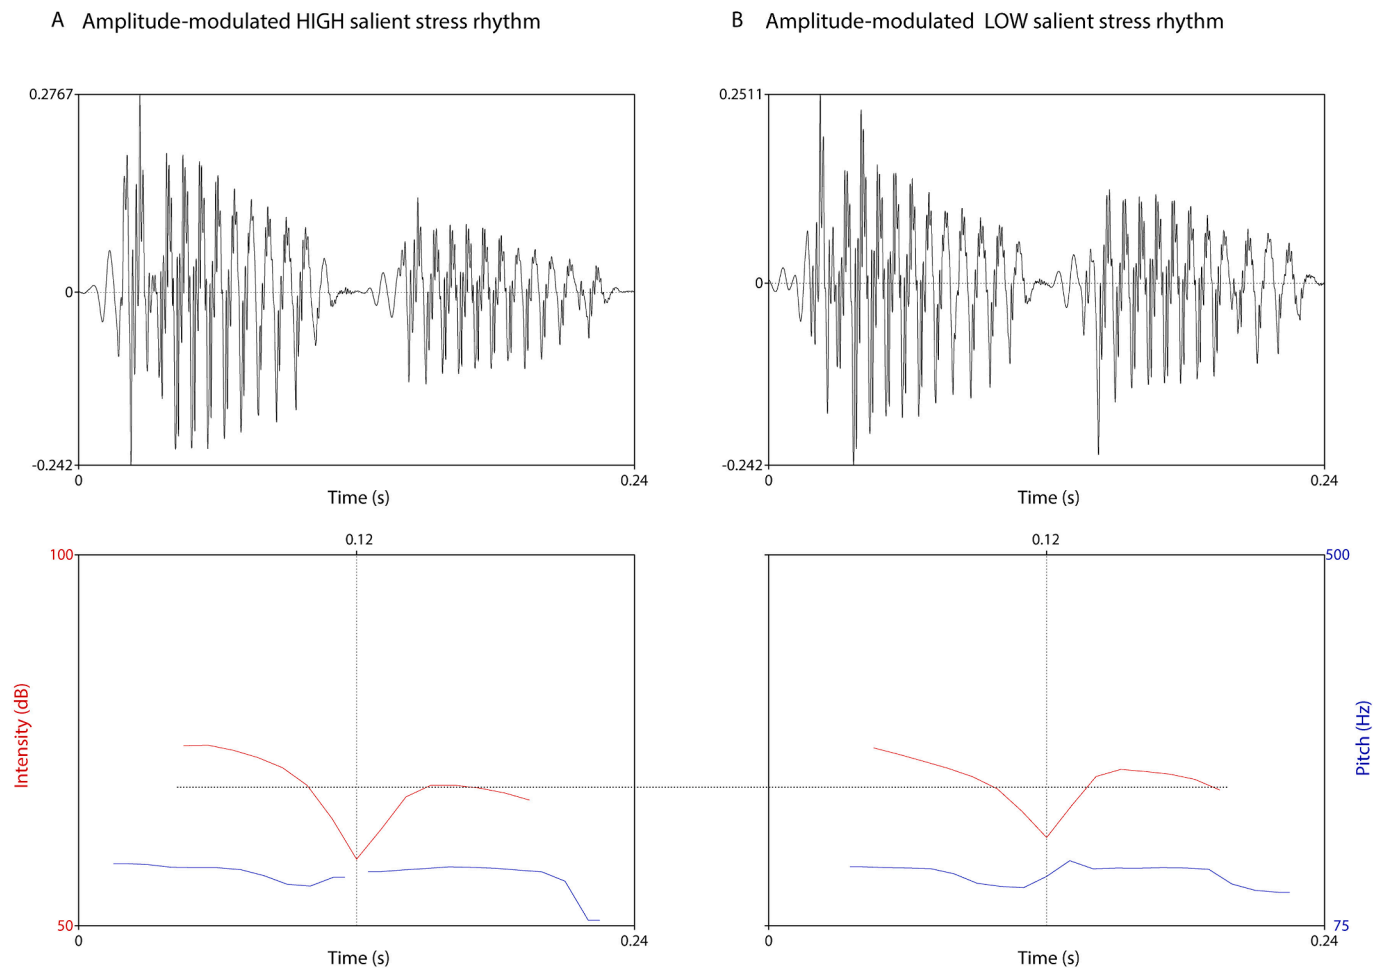 A Amplitude-modulated HIGH salient stress rhythm
B Amplitude-modulated LOW salient stress rhythm
0.2767
0
-0.242
0
0.24
Time (s)
0.2511
0
-0.242
0
0.24
Time (s)
0.12
100
Intensity (dB)
50
0
0.24
Time (s)
0.12
500
Pitch (Hz)
75
0
0.24
Time (s)